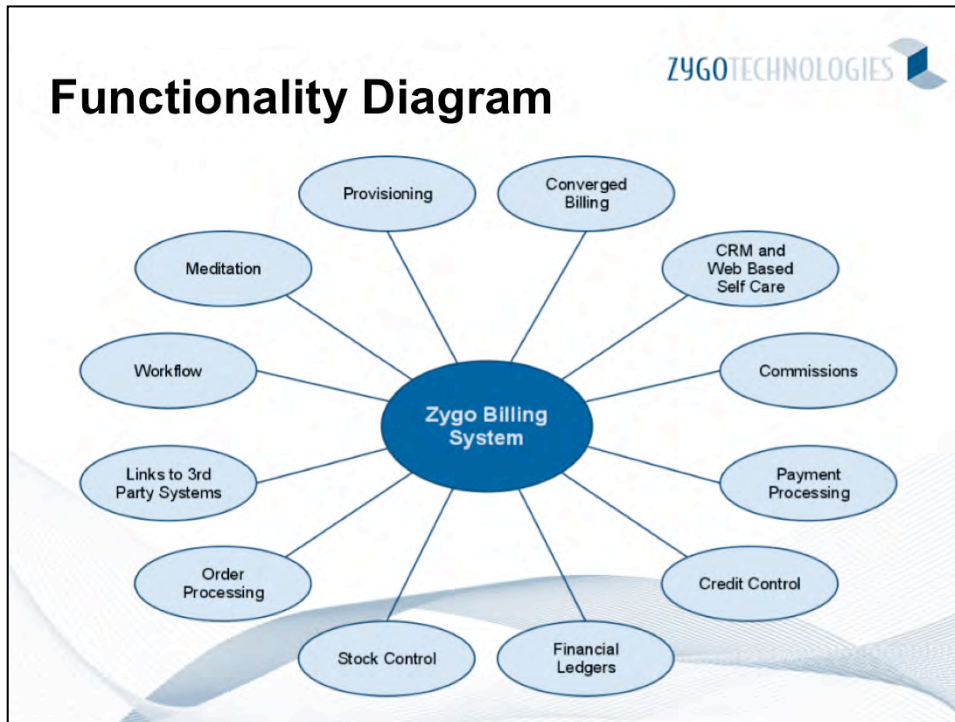 ZYGOTECHNOLOGIES
Functionality Diagram
Provisioning
Converged
Billing
Meditation
CRM and
Web Based
Self Care
Workflow
Commissions
Zygo Billing
System
Links to 3rd
Party Systems
Payment
Processing
Order
Processing
Credit Control
Stock Control
Financial
Ledgers